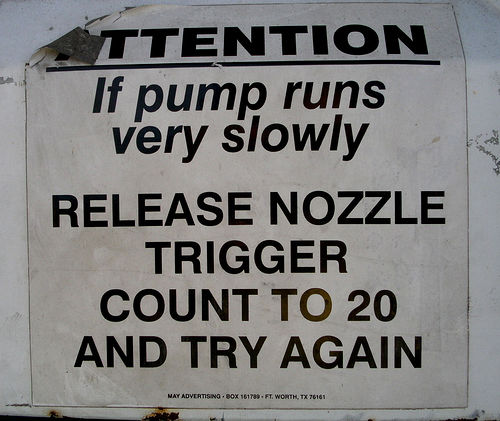 ATTENTION
If pump runs
very slowly
RELEASE NOZZLE
TRIGGER
COUNT TO 20
AND TRY AGAIN
MAY ADVERTISING - BOX 161789 - FT. WORTH, TX 76161